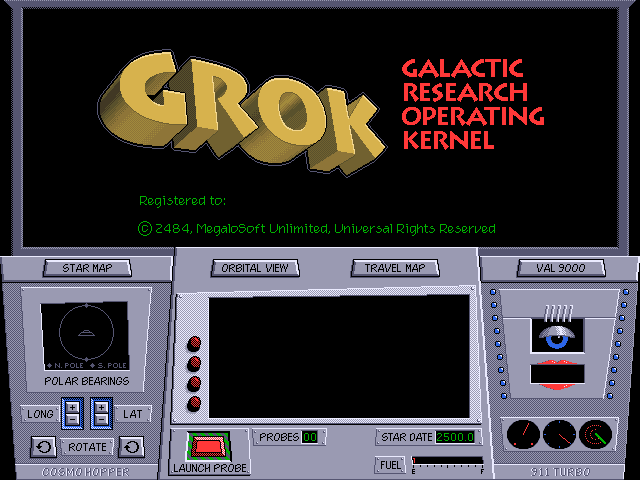 GROK
GALACTIC
RESEARCH
OPERATING
KERNEL
Registered to:
© 2484, MegaloSoft Unlimited, Universal Rights Reserved
STAR MAP
ORBITAL VIEW
TRAVEL MAP
VAL 9000
N. POLE S. POLE
POLAR BEARINGS
LONG
LAT
ROTATE
PROBES 00
STAR DATE 2500.0
LAUNCH PROBE
FUEL
E F
COSMO HOPPER
911 TURBO